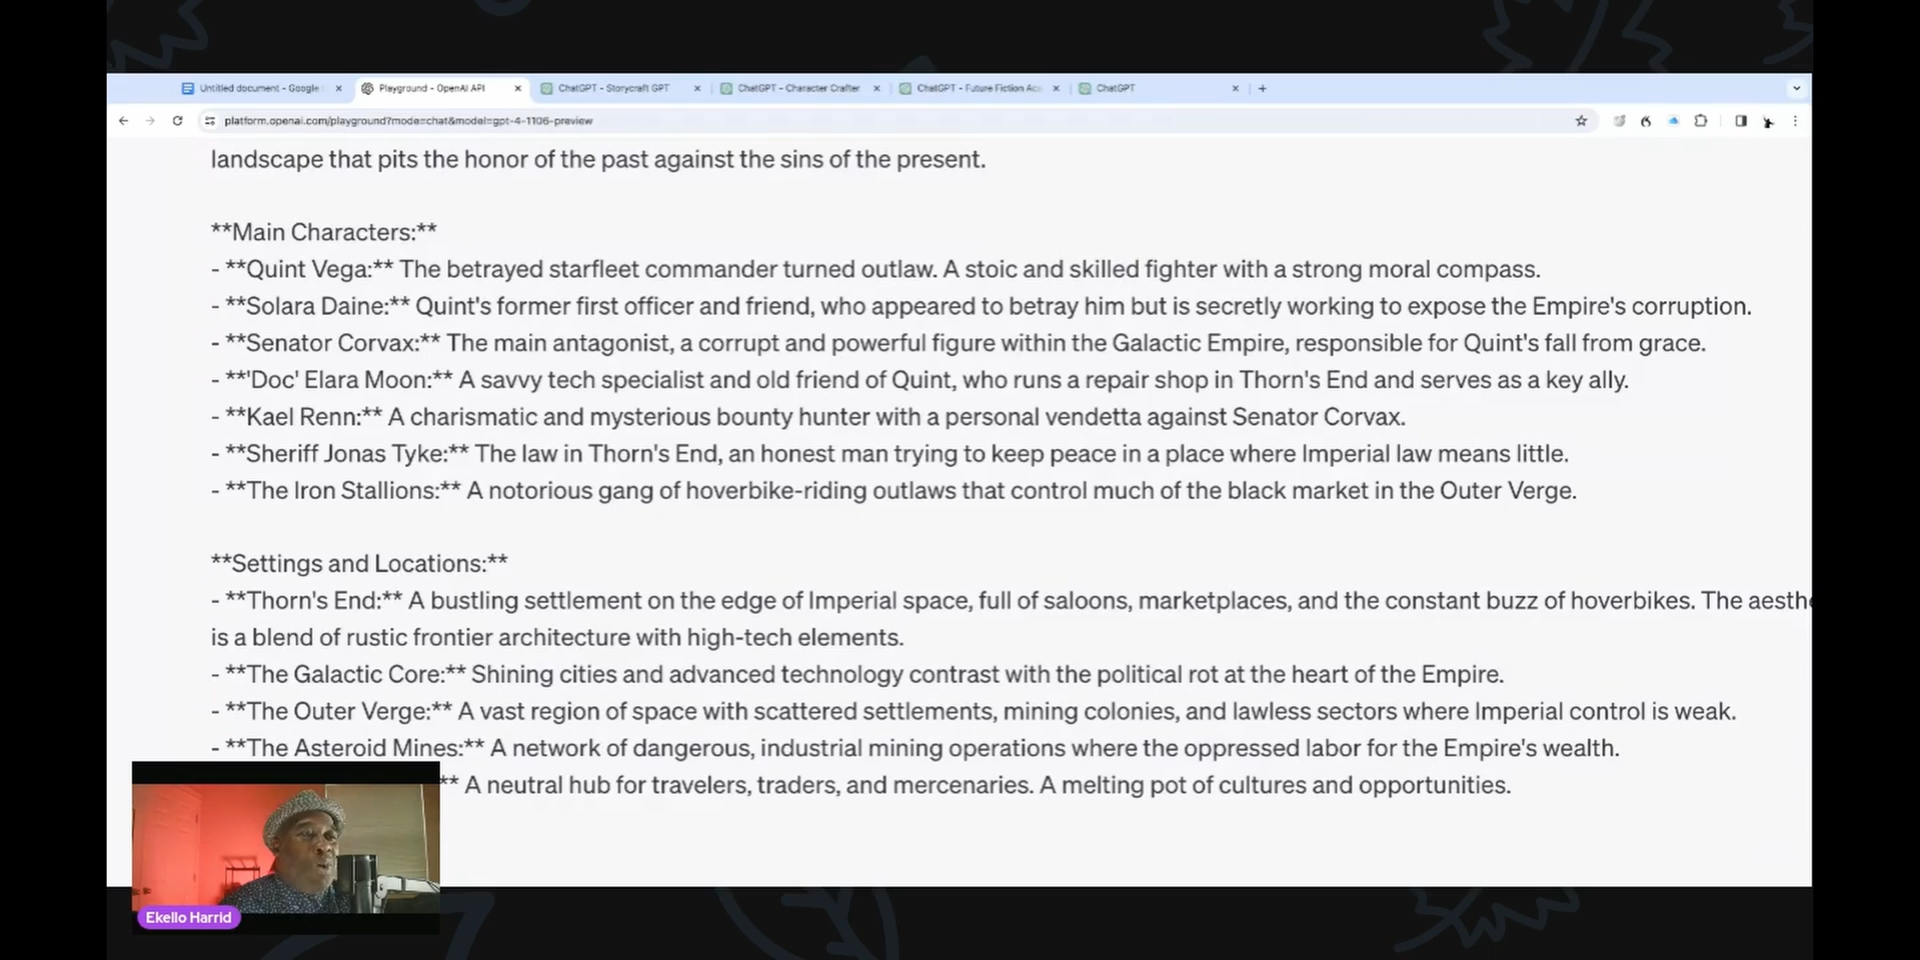 Untitled document - Google
Playground - OpenAI API
ChatGPT - Storycraft GPT
ChatGPT - Character Crafter
ChatGPT - Future Fiction Aca
ChatGPT
platform.openai.com/playground?mode=chat&model=gpt-4-1106-preview
landscape that pits the honor of the past against the sins of the present.
**Main Characters:**
- **Quint Vega:** The betrayed starfleet commander turned outlaw. A stoic and skilled fighter with a strong moral compass.
- **Solara Daine:** Quint's former first officer and friend, who appeared to betray him but is secretly working to expose the Empire's corruption.
- **Senator Corvax:** The main antagonist, a corrupt and powerful figure within the Galactic Empire, responsible for Quint's fall from grace.
- **'Doc' Elara Moon:** A savvy tech specialist and old friend of Quint, who runs a repair shop in Thorn's End and serves as a key ally.
- **Kael Renn:** A charismatic and mysterious bounty hunter with a personal vendetta against Senator Corvax.
- **Sheriff Jonas Tyke:** The law in Thorn's End, an honest man trying to keep peace in a place where Imperial law means little.
- **The Iron Stallions:** A notorious gang of hoverbike-riding outlaws that control much of the black market in the Outer Verge.
**Settings and Locations:**
- **Thorn's End:** A bustling settlement on the edge of Imperial space, full of saloons, marketplaces, and the constant buzz of hoverbikes. The aesthe
is a blend of rustic frontier architecture with high-tech elements.
- **The Galactic Core:** Shining cities and advanced technology contrast with the political rot at the heart of the Empire.
- **The Outer Verge:** A vast region of space with scattered settlements, mining colonies, and lawless sectors where Imperial control is weak.
- **The Asteroid Mines:** A network of dangerous, industrial mining operations where the oppressed labor for the Empire's wealth.
** A neutral hub for travelers, traders, and mercenaries. A melting pot of cultures and opportunities.
Ekello Harrid